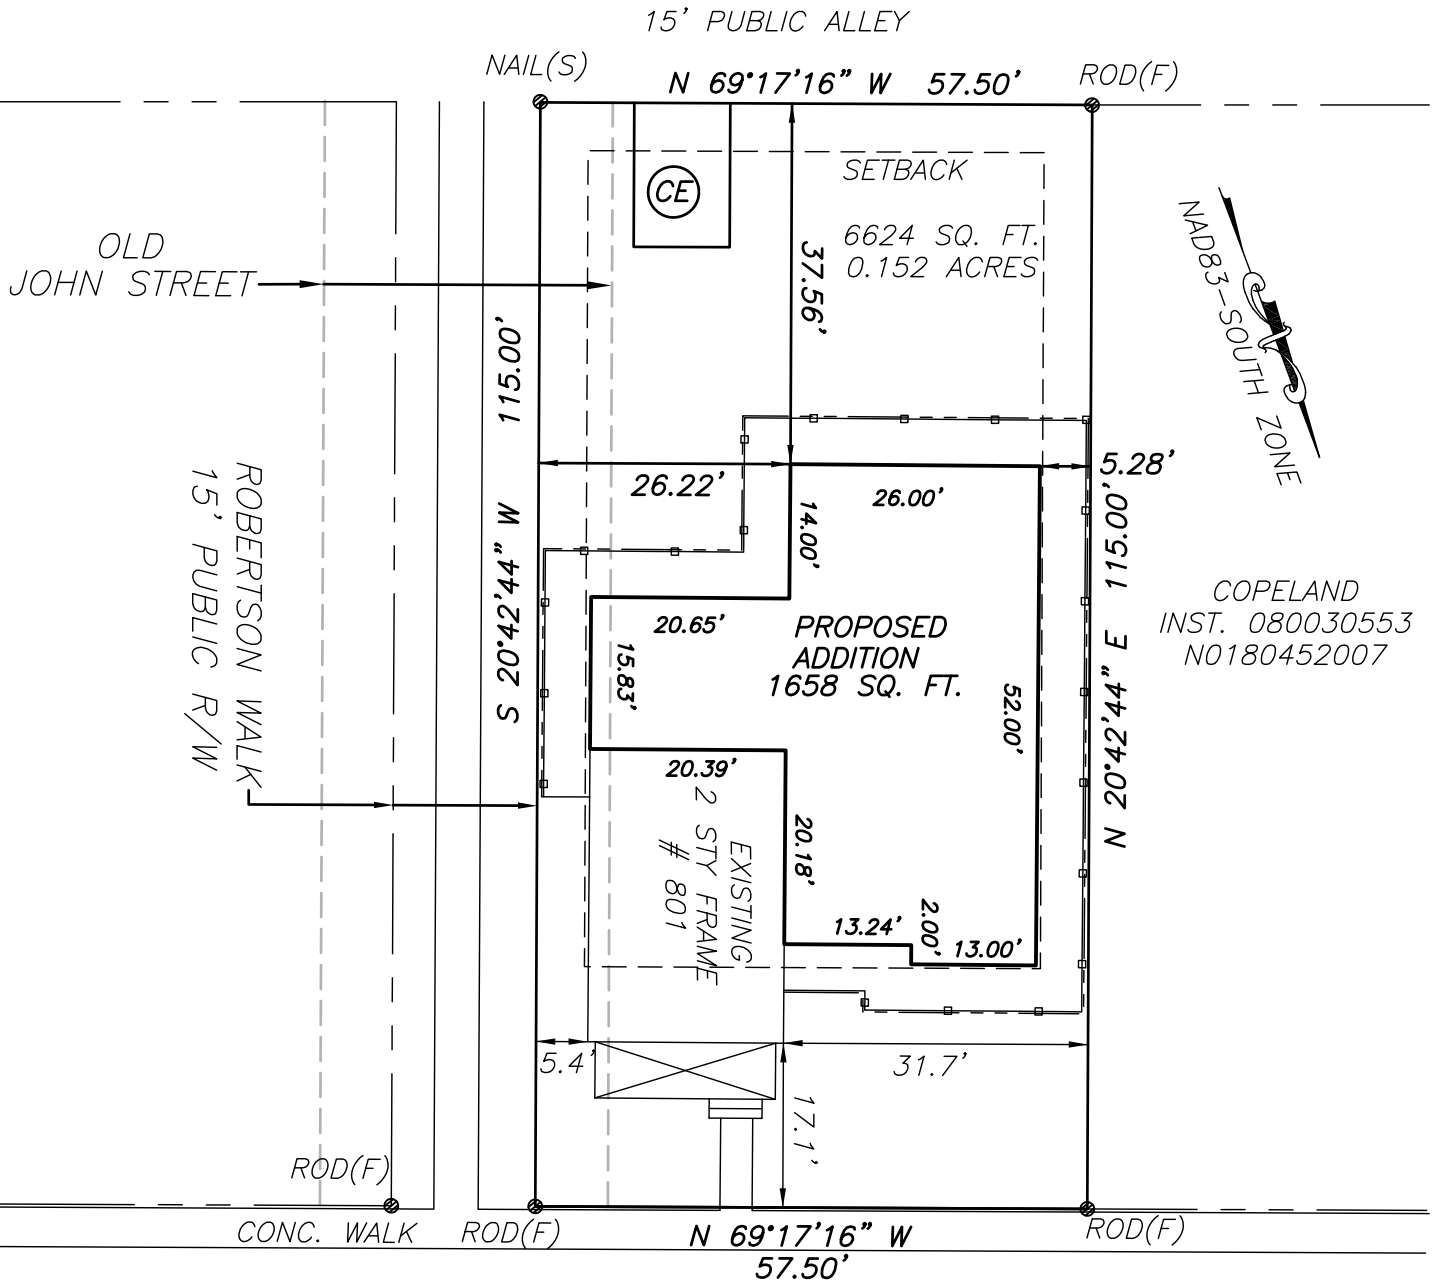 15' PUBLIC ALLEY
NAIL(S)
N 69°17'16" W 57.50'
ROD(F)
SETBACK
CE
6624 SQ. FT.
0.152 ACRES
37.56'
OLD
JOHN STREET
NAD83-SOUTH ZONE
S 20°42'44" W 115.00'
26.22'
26.00'
5.28'
14.00'
ROBERTSON WALK
15' PUBLIC R/W
20.65'
15.83'
PROPOSED
ADDITION
1658 SQ. FT.
52.00'
N 20°42'44" E 115.00'
COPELAND
INST. 080030553
N0180452007
20.39'
20.18'
EXISTING
2 STY FRAME
# 801
13.24'
2.00'
13.00'
5.4'
31.7'
17.1'
ROD(F)
CONC. WALK
ROD(F)
N 69°17'16" W
57.50'
ROD(F)